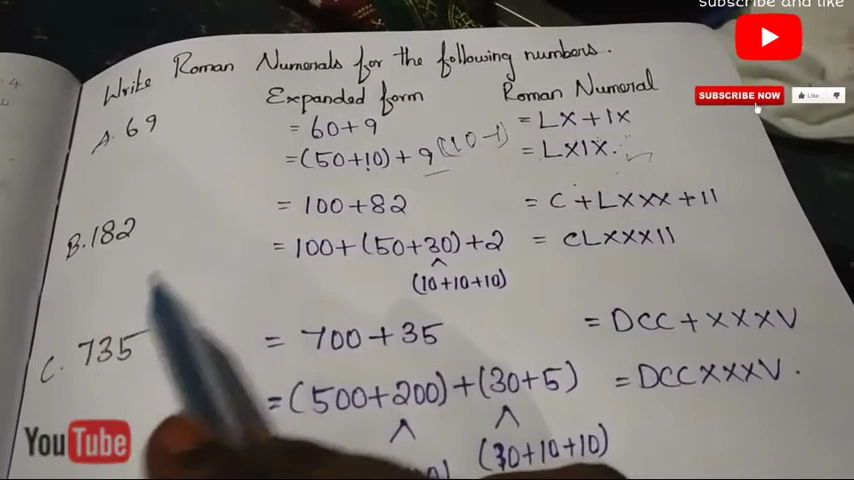 Subscribe and like
SUBSCRIBE NOW
Like
Write Roman Numerals for the following numbers.
Expanded form Roman Numeral
A. 69 = 60+9 = LX+IX
=(50+10)+9 (10-1) = LXIX.
B. 182 = 100+82 = C+LXXX+II
= 100+(50+30)+2 = CLXXXII
(10+10+10)
C. 735 = 700+35 = DCC+XXXV
=(500+200)+(30+5) = DCCXXXV.
(30+10+10)
YouTube